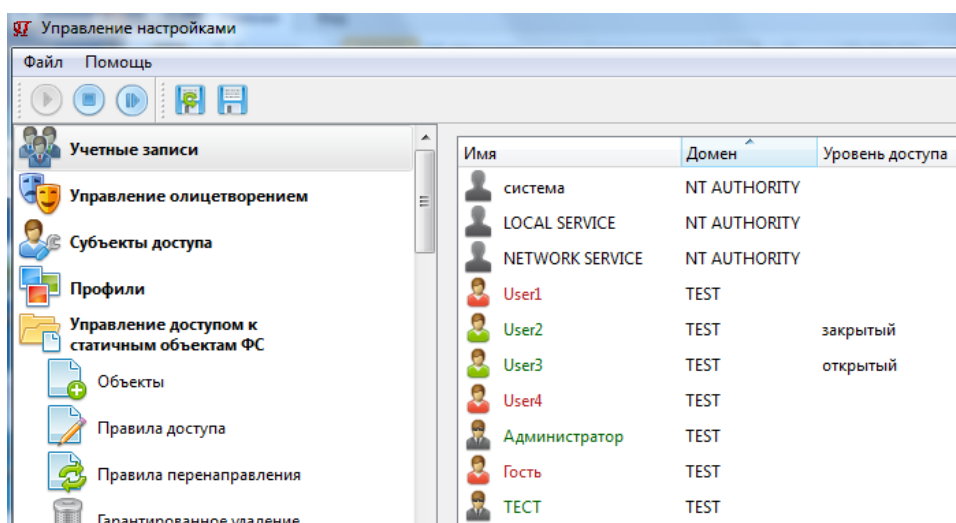 Управление настройками
Файл Помощь
Учетные записи
Управление олицетворением
Субъекты доступа
Профили
Управление доступом к
статичным объектам ФС
Объекты
Правила доступа
Правила перенаправления
Гарантированное удаление
Имя Домен Уровень доступа
система NT AUTHORITY
LOCAL SERVICE NT AUTHORITY
NETWORK SERVICE NT AUTHORITY
User1 TEST
User2 TEST закрытый
User3 TEST открытый
User4 TEST
Администратор TEST
Гость TEST
ТЕСТ TEST